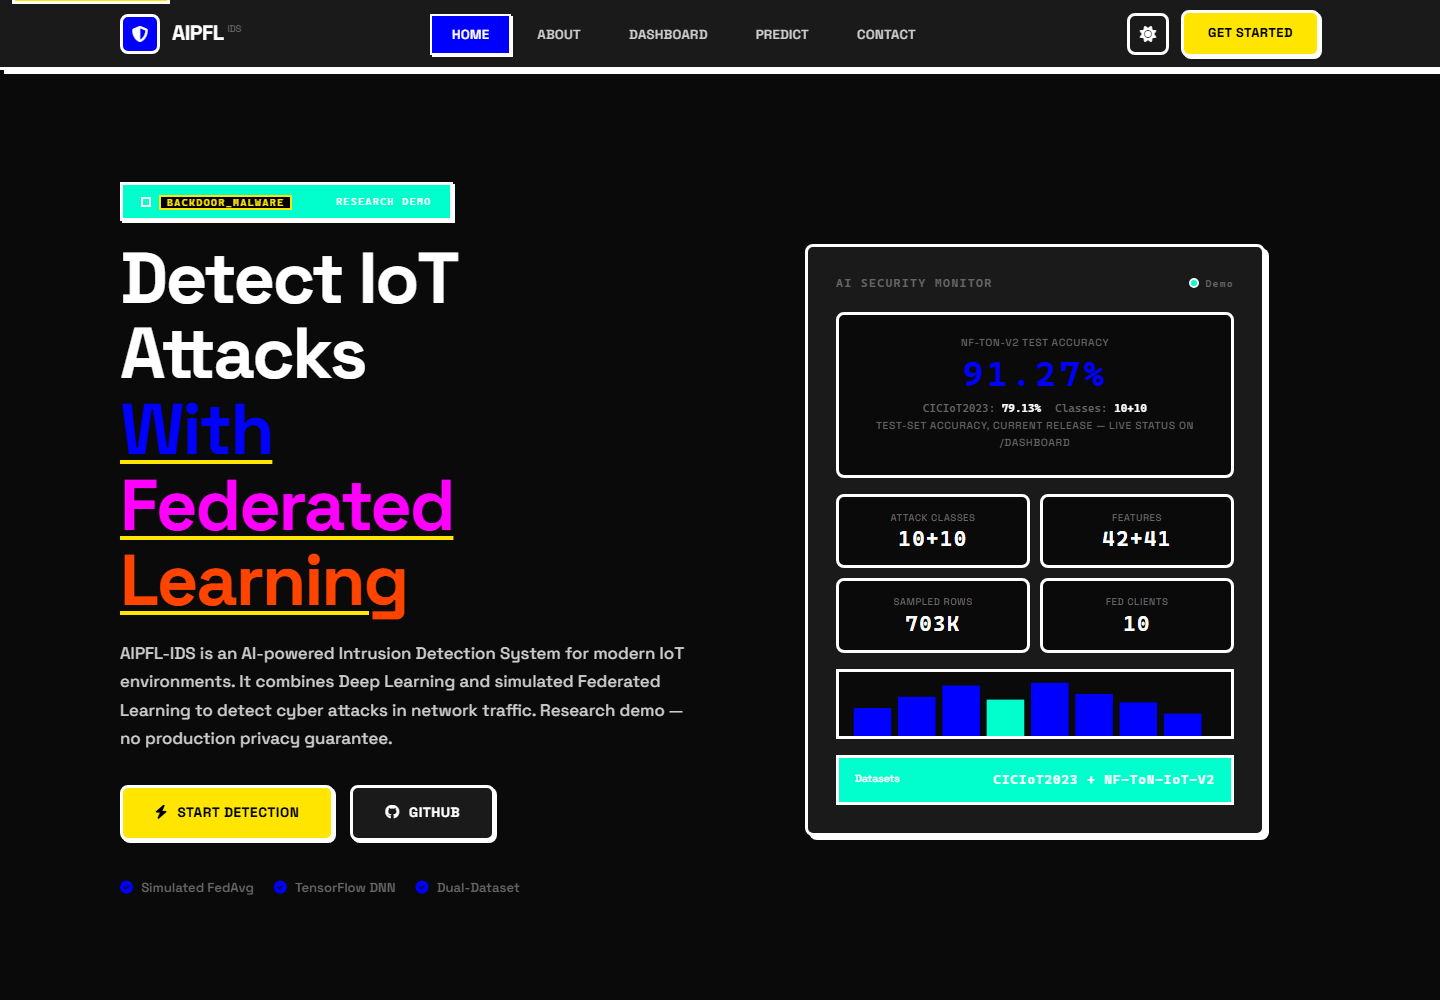 AIPFL IDS
HOME
ABOUT
DASHBOARD
PREDICT
CONTACT
GET STARTED
BACKDOOR_MALWARE
RESEARCH DEMO
Detect IoT
Attacks
With
Federated
Learning
AIPFL-IDS is an AI-powered Intrusion Detection System for modern IoT
environments. It combines Deep Learning and simulated Federated
Learning to detect cyber attacks in network traffic. Research demo —
no production privacy guarantee.
START DETECTION
GITHUB
Simulated FedAvg
TensorFlow DNN
Dual-Dataset
AI SECURITY MONITOR
Demo
NF-TON-V2 TEST ACCURACY
91.27%
CICIoT2023: 79.13% Classes: 10+10
TEST-SET ACCURACY, CURRENT RELEASE — LIVE STATUS ON
/DASHBOARD
ATTACK CLASSES
10+10
FEATURES
42+41
SAMPLED ROWS
703K
FED CLIENTS
10
Datasets
CICIoT2023 + NF-ToN-IoT-V2